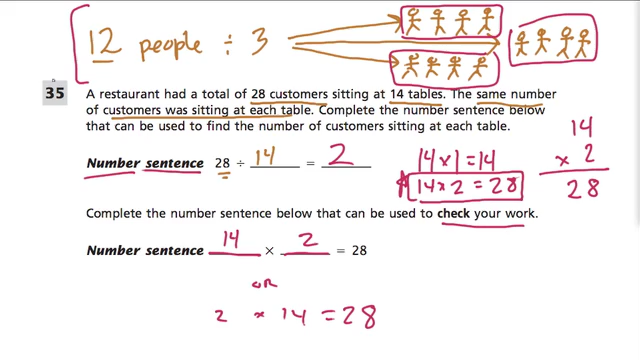 12 people ÷ 3
35 A restaurant had a total of 28 customers sitting at 14 tables. The same number
of customers was sitting at each table. Complete the number sentence below
that can be used to find the number of customers sitting at each table.
14
x 2
28
Number sentence 28 ÷ 14 = 2
14 x 1 = 14
14 x 2 = 28
Complete the number sentence below that can be used to check your work.
Number sentence 14 × 2 = 28
OR
2 x 14 = 28